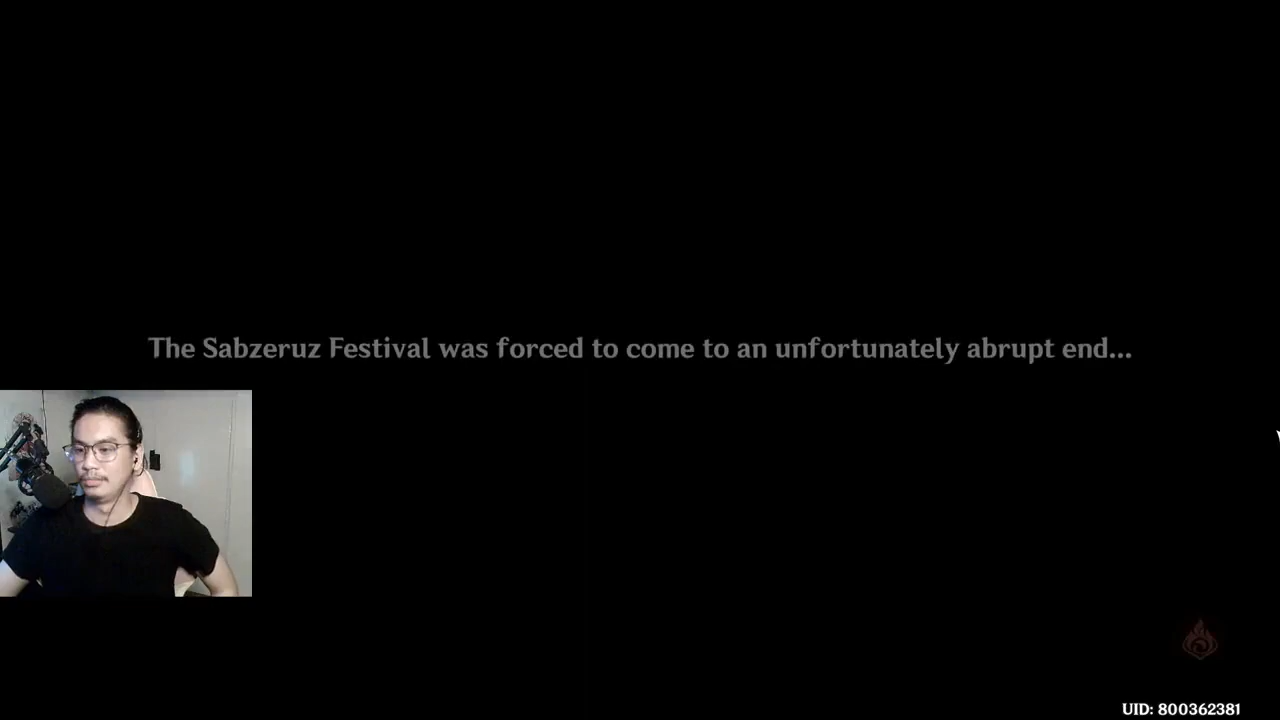 The Sabzeruz Festival was forced to come to an unfortunately abrupt end...
UID: 800362381